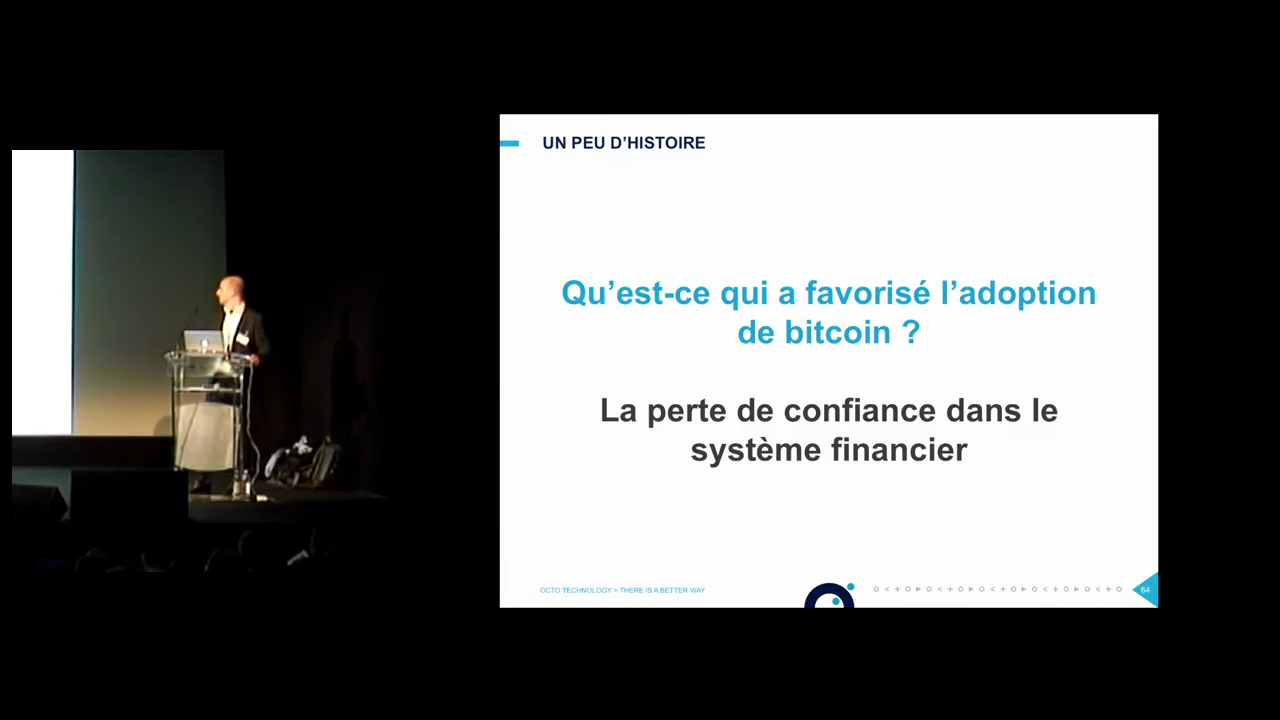 UN PEU D’HISTOIRE
Qu’est-ce qui a favorisé l’adoption
de bitcoin ?
La perte de confiance dans le
système financier
OCTO TECHNOLOGY > THERE IS A BETTER WAY
64